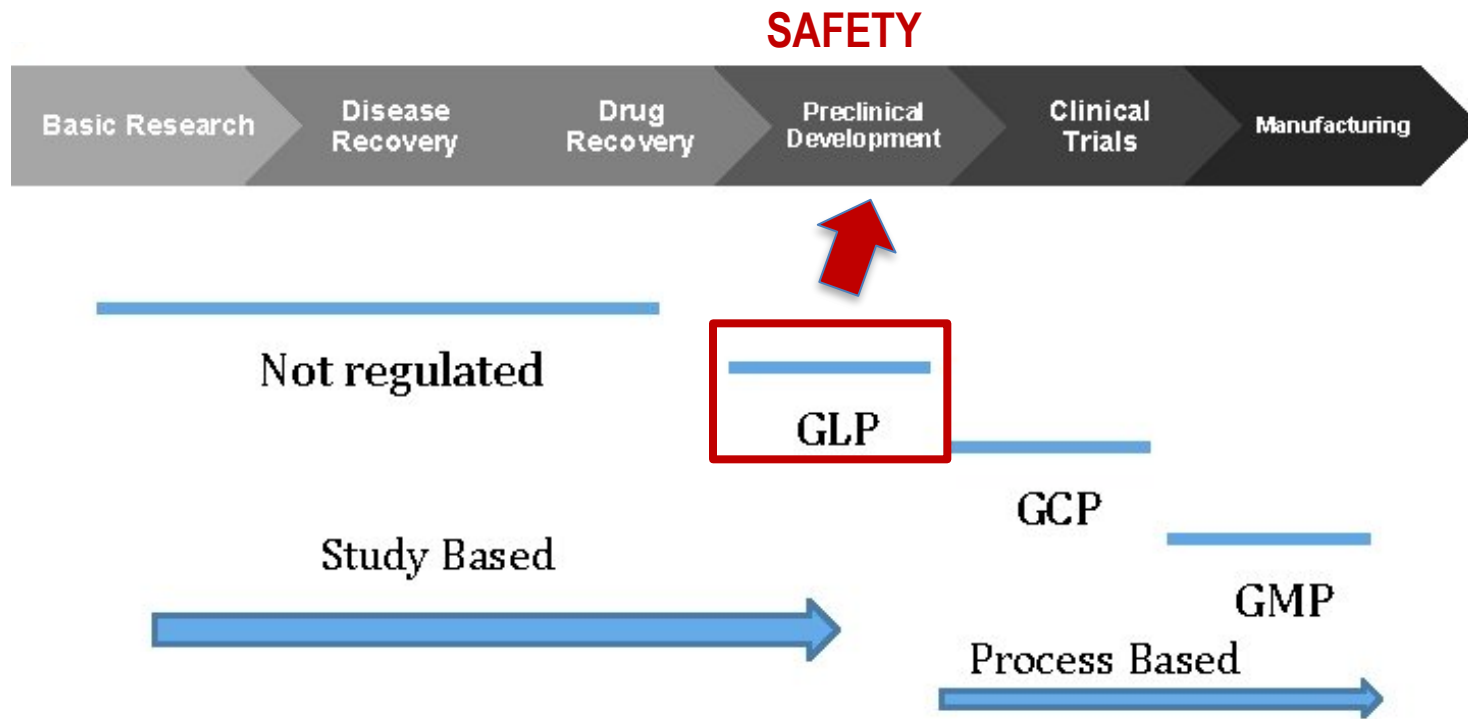 SAFETY
Basic Research
Disease
Recovery
Drug
Recovery
Preclinical
Development
Clinical
Trials
Manufacturing
Not regulated
GLP
GCP
Study Based
GMP
Process Based